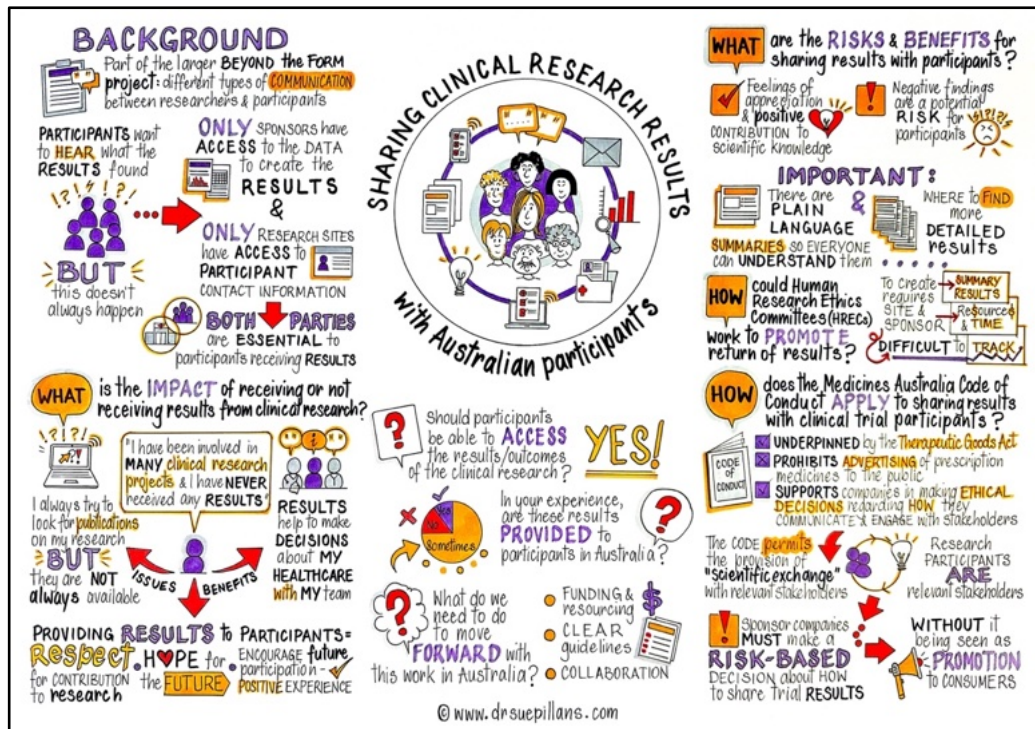 BACKGROUND
Part of the larger BEYOND the FORM
project: different types of COMMUNICATION
between researchers & participants
PARTICIPANTS want
to HEAR what the
RESULTS found
!?!?!?
BUT
this doesn't
always happen
ONLY SPONSORS have
ACCESS to the DATA
to create the
RESULTS
&
ONLY RESEARCH SITES
have ACCESS to
PARTICIPANT
CONTACT INFORMATION
BOTH PARTIES
are ESSENTIAL to
participants receiving RESULTS
WHAT is the IMPACT of receiving or not
receiving results from clinical research?
"I have been involved in
MANY clinical research
projects & I have NEVER
received any RESULTS"
I always try to
look for publications
on my research
BUT
they are NOT
always available
ISSUES
BENEFITS
RESULTS
help to make
DECISIONS
about MY
HEALTHCARE
with MY team
PROVIDING RESULTS to PARTICIPANTS =
Respect
for CONTRIBUTION
to research
HOPE for
the FUTURE
ENCOURAGE future
participation -
POSITIVE EXPERIENCE
SHARING CLINICAL RESEARCH RESULTS
with Australian participants
?
Should participants
be able to ACCESS
the results/outcomes
of the clinical research?
YES!
No
Yes
Sometimes
In your experience,
are these results
PROVIDED to
participants in Australia?
?
?
What do we
need to do
to move
FORWARD with
this work in Australia?
FUNDING &
resourcing
$
CLEAR
guidelines
COLLABORATION
© www.drsuepillans.com
WHAT are the RISKS & BENEFITS for
sharing results with participants?
Feelings of
appreciation
& positive
CONTRIBUTION to
scientific knowledge
!
Negative findings
are a potential
RISK for
participants
IMPORTANT:
There are
PLAIN
LANGUAGE
SUMMARIES so EVERYONE
can UNDERSTAND them
&
WHERE to FIND
more
DETAILED
results
HOW could Human
Research Ethics
Committees (HRECs)
work to PROMOTE
return of results?
To create
requires
SITE &
SPONSOR
SUMMARY
RESULTS
Resources
& TIME
DIFFICULT to TRACK
HOW does the Medicines Australia Code of
Conduct APPLY to sharing results
with clinical Trial participants?
CODE
OF
CONDUCT
UNDERPINNED by the Therapeutic Goods Act
PROHIBITS ADVERTISING of prescription
medicines to the public
SUPPORTS companies in making ETHICAL
DECISIONS regarding HOW they
COMMUNICATE & ENGAGE with stakeholders
The CODE permits
the provision of
"scientific exchange"
with relevant stakeholders
Research
PARTICIPANTS
ARE
relevant stakeholders
!
Sponsor companies
MUST make a
RISK-BASED
DECISION about HOW
to share Trial RESULTS
WITHOUT it
being seen as
PROMOTION
to CONSUMERS